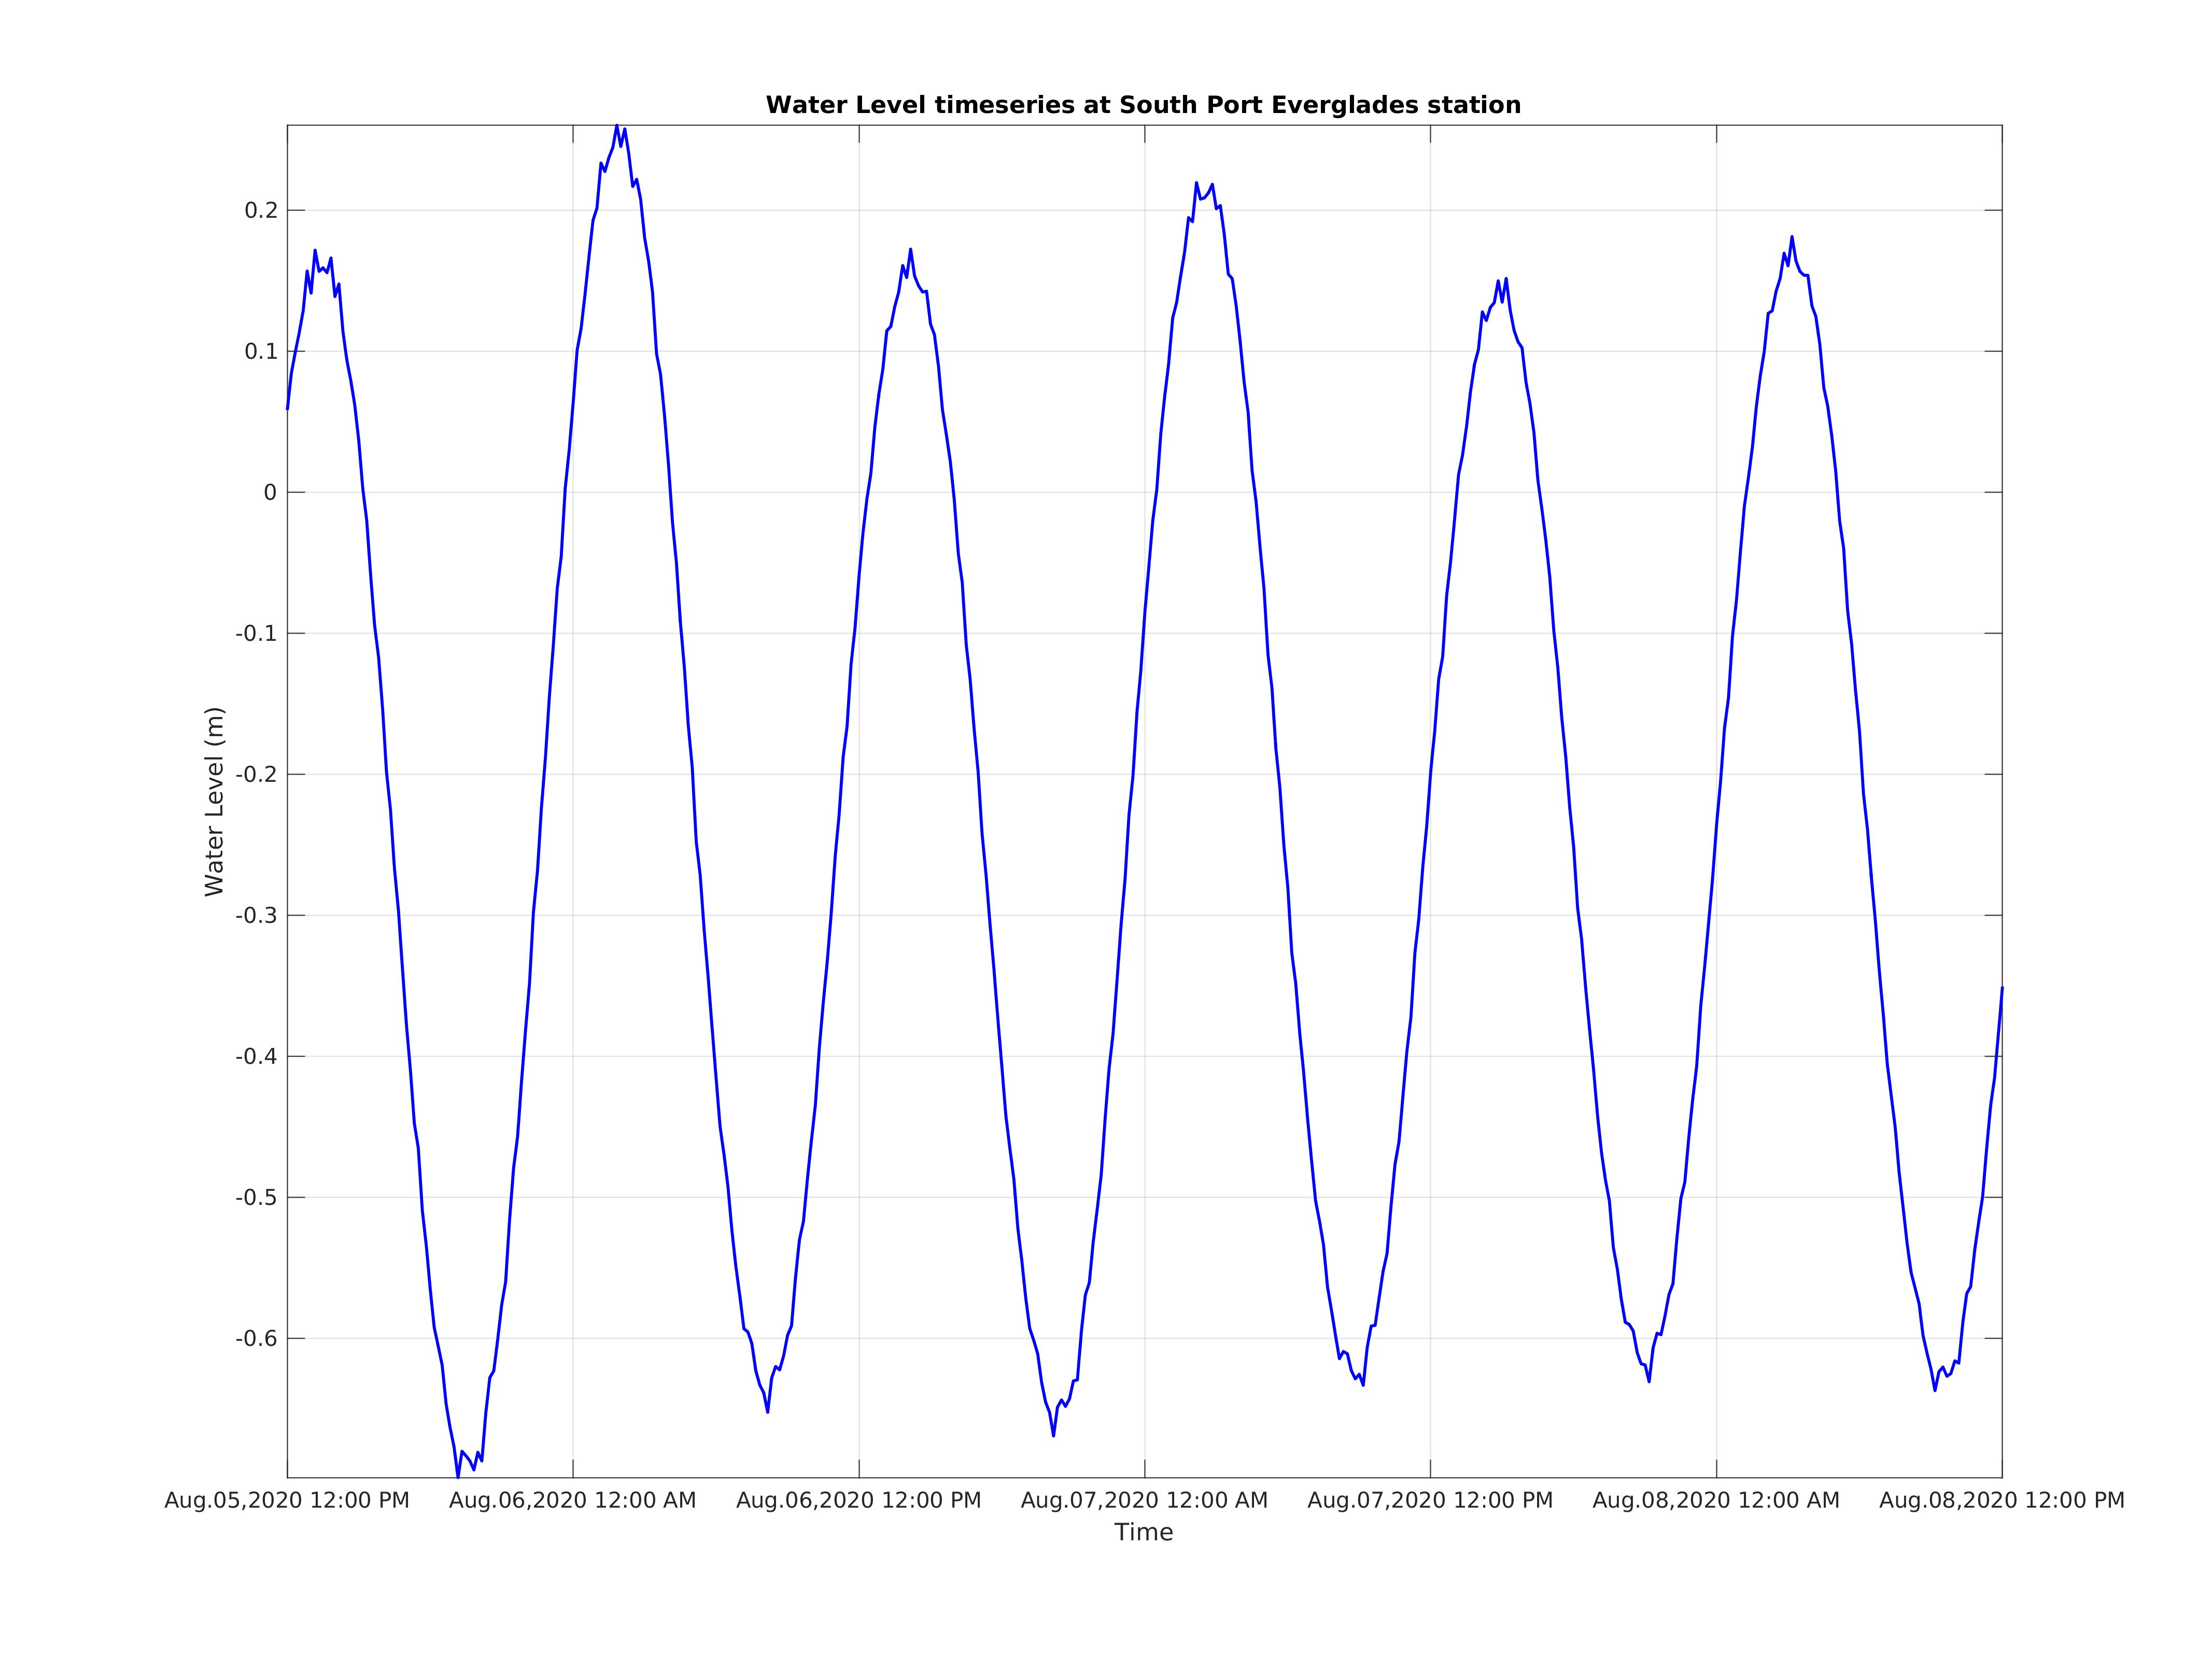 Water Level timeseries at South Port Everglades station
0.2
0.1
0
-0.1
-0.2
-0.3
-0.4
-0.5
-0.6
Water Level (m)
Aug.05,2020 12:00 PM Aug.06,2020 12:00 AM Aug.06,2020 12:00 PM Aug.07,2020 12:00 AM Aug.07,2020 12:00 PM Aug.08,2020 12:00 AM Aug.08,2020 12:00 PM
Time